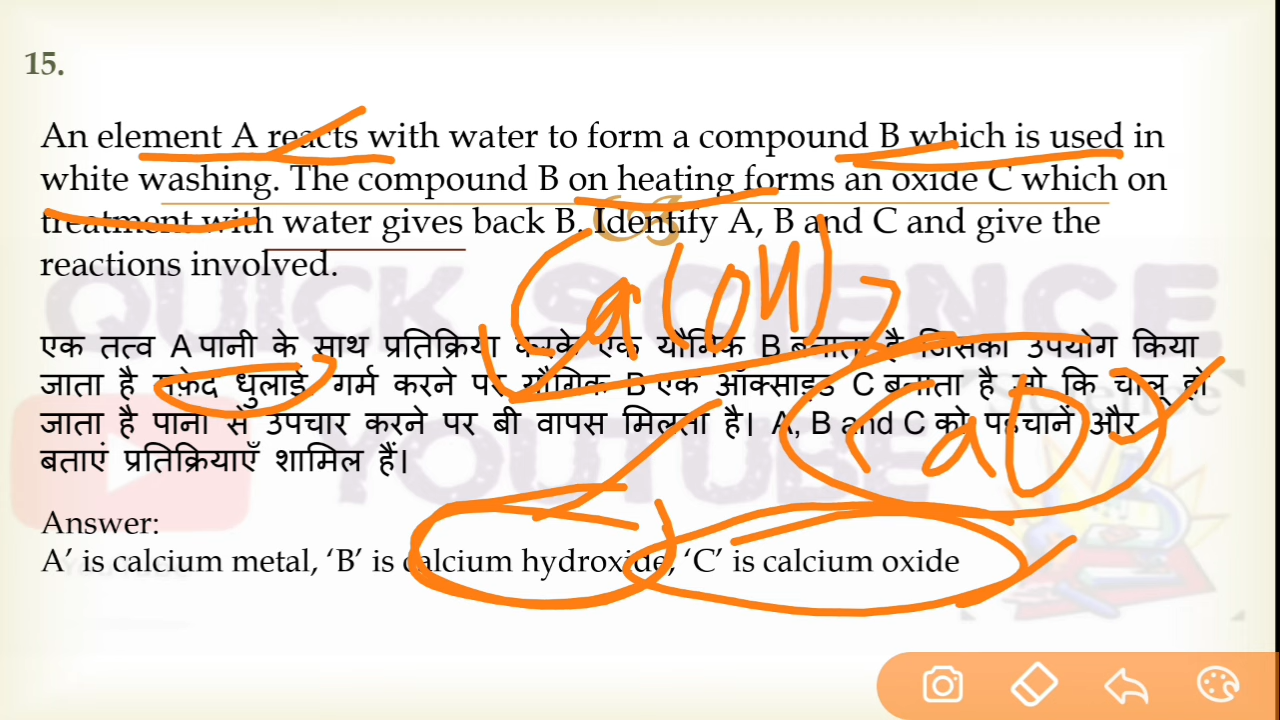 15.
An element A reacts with water to form a compound B which is used in
white washing. The compound B on heating forms an oxide C which on
treatment with water gives back B. Identify A, B and C and give the
reactions involved.
Ca(OH)2
QUICK SCIENCE
एक तत्व A पानी के साथ प्रतिक्रिया करके एक यौगिक B बनाता है जिसका उपयोग किया
जाता है सफ़ेद धुलाई गर्म करने पर यौगिक B एक ऑक्साइड C बनाता है जो कि चालू हो
जाता है पानी से उपचार करने पर बी वापस मिलता है। A, B and C को पहचानें और
CaO
बताएं प्रतिक्रियाएँ शामिल हैं।
YOUTUBE
Answer:
A’ is calcium metal, ‘B’ is calcium hydroxide, ‘C’ is calcium oxide